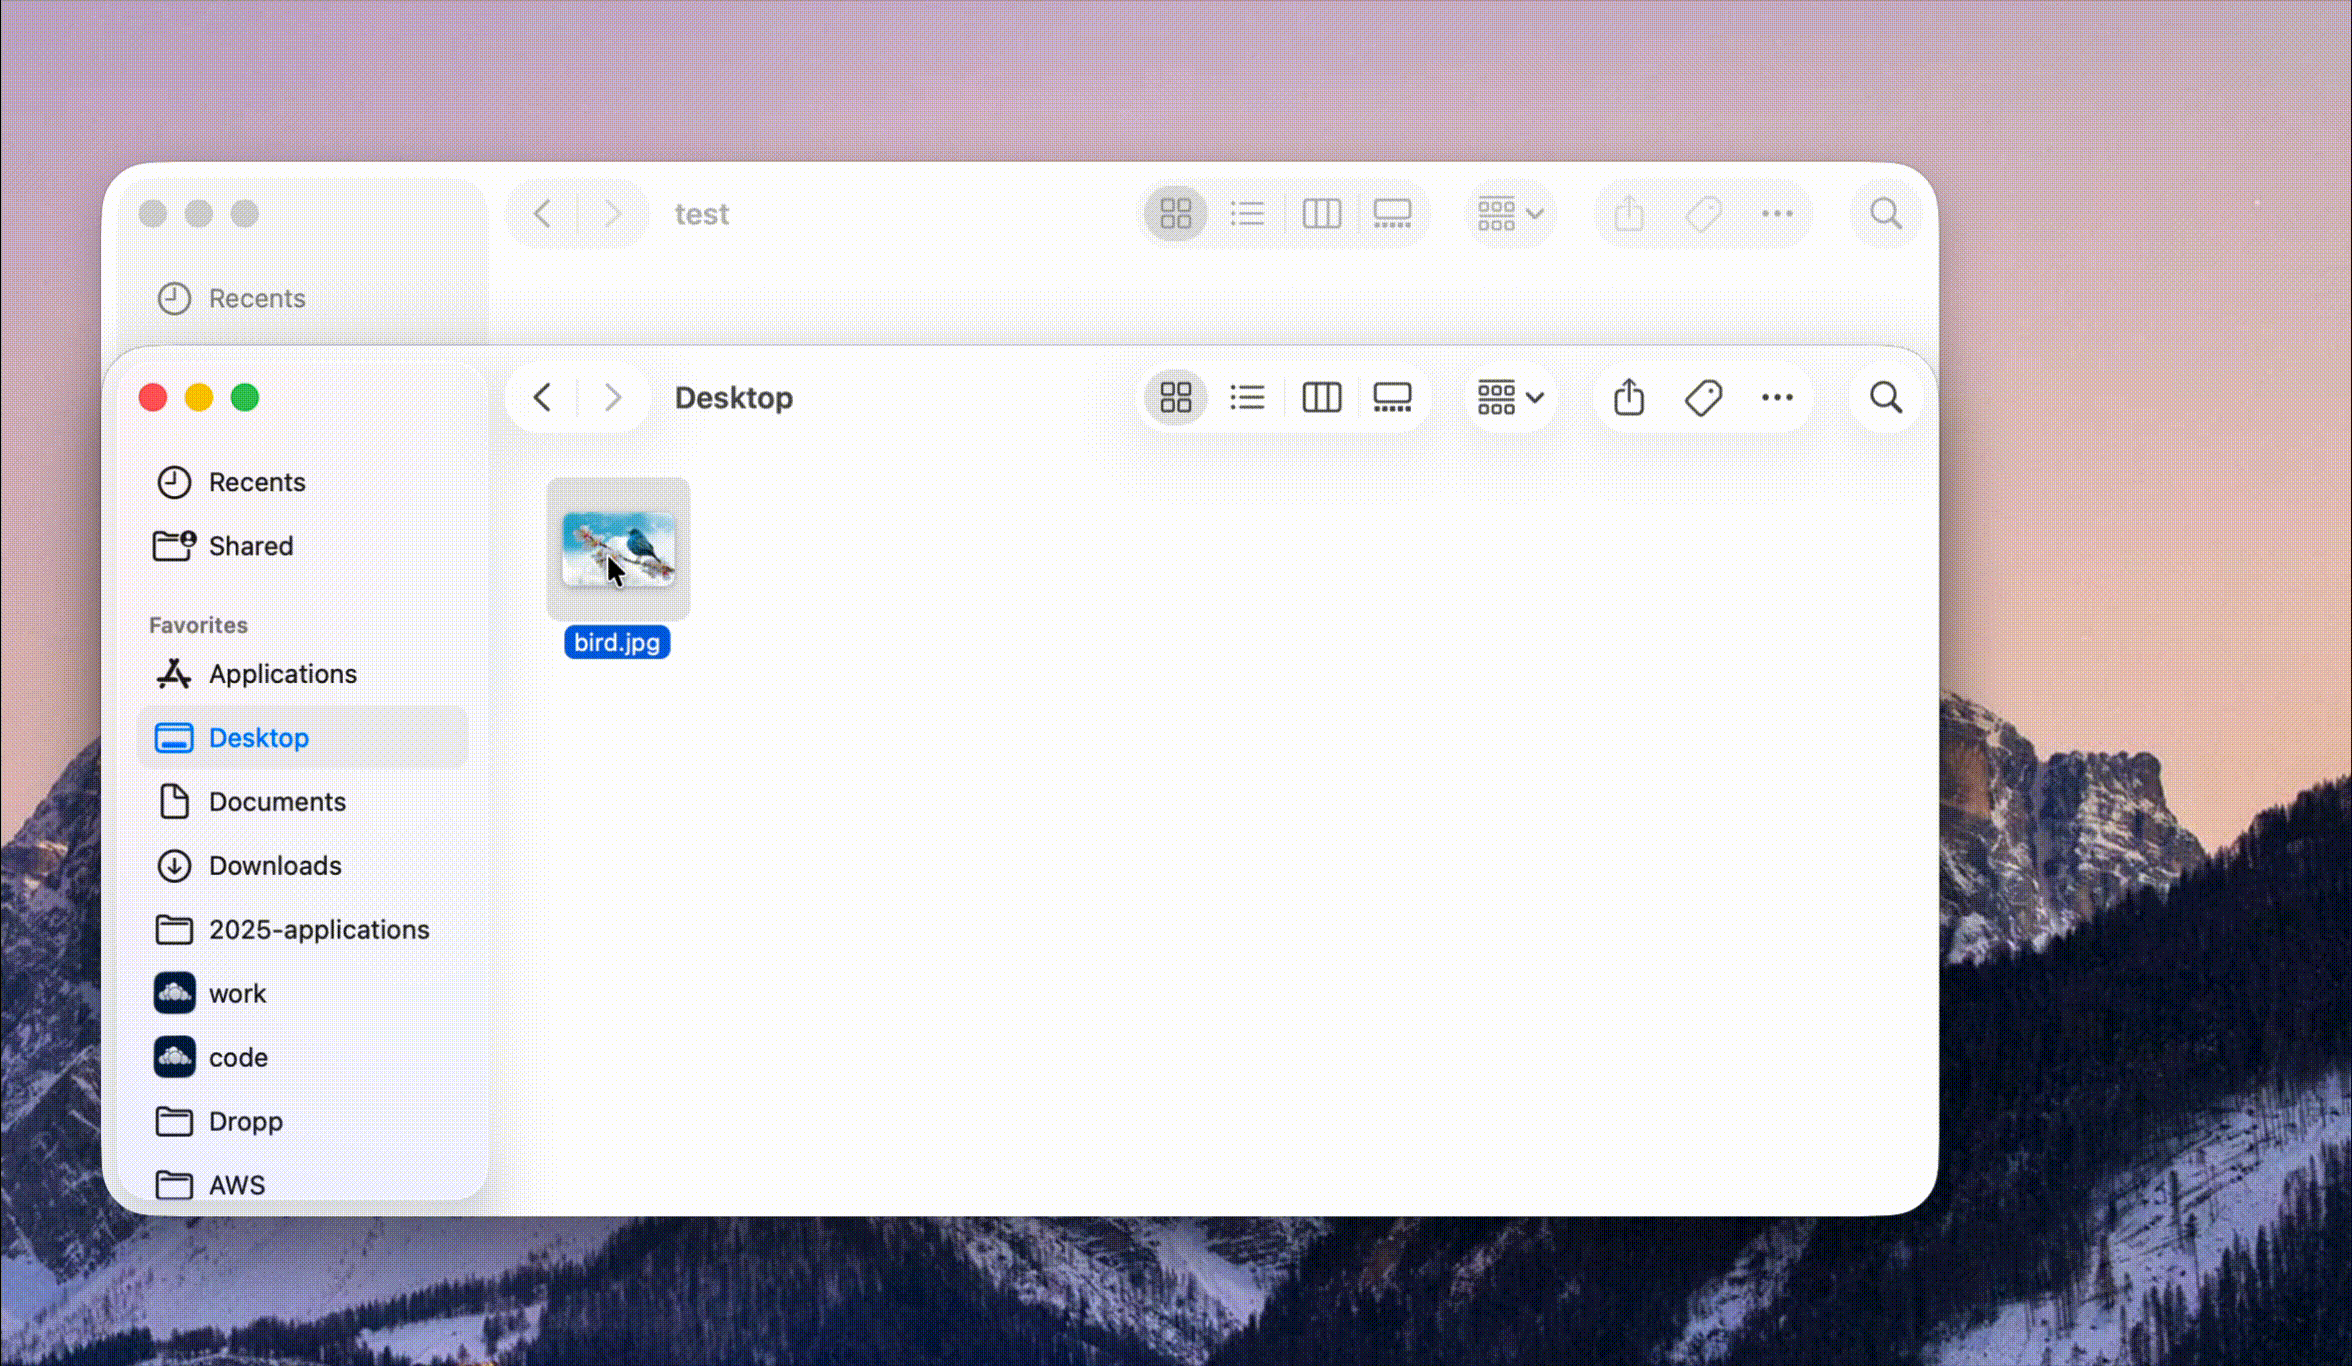 test
Recents
Desktop
Recents
Shared
Favorites
Applications
Desktop
Documents
Downloads
2025-applications
work
code
Dropp
AWS
bird.jpg